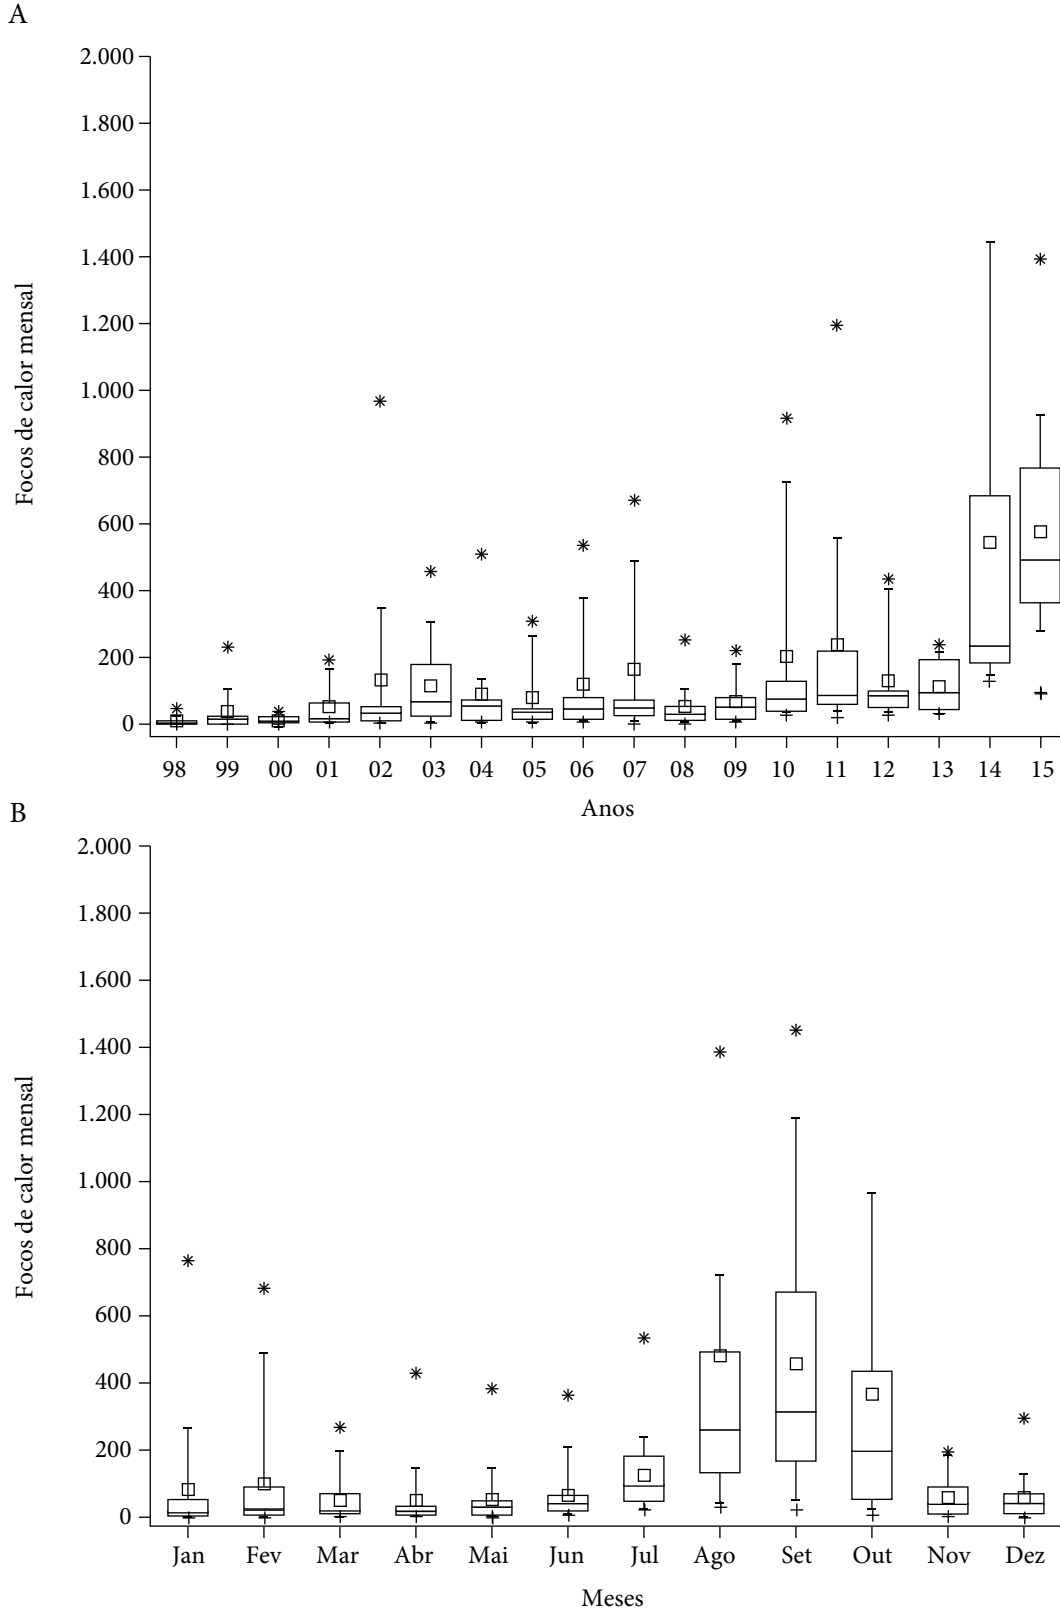 A
2.000
1.800
1.600
1.400
1.200
1.000
800
600
400
200
0
Focos de calor mensal
98 99 00 01 02 03 04 05 06 07 08 09 10 11 12 13 14 15
Anos
B
2.000
1.800
1.600
1.400
1.200
1.000
800
600
400
200
0
Focos de calor mensal
Jan Fev Mar Abr Mai Jun Jul Ago Set Out Nov Dez
Meses